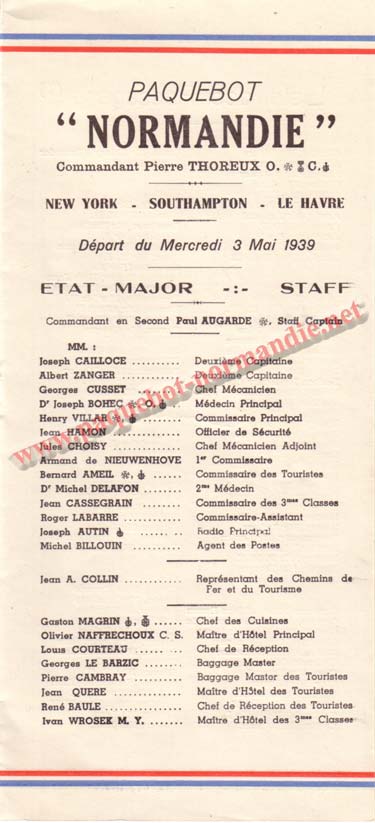 PAQUEBOT
“ NORMANDIE ”
Commandant Pierre THOREUX O. C.
NEW YORK - SOUTHAMPTON - LE HAVRE
Départ du Mercredi 3 Mai 1939
ETAT - MAJOR -:- STAFF
Commandant en Second Paul AUGARDE , Staff Captain
MM. :
Joseph CAILLOCE .......... Deuxième Capitaine
Albert ZANGER ............ Deuxième Capitaine
Georges CUSSET ........... Chef Mécanicien
Dr Joseph BOHEC , O. Médecin Principal
Henry VILLAR , ...... Commissaire Principal
Jean HAMON ............... Officier de Sécurité
Jules CHOISY ............. Chef Mécanicien Adjoint
Armand de NIEUWENHOVE 1er Commissaire
Bernard AMEIL , ...... Commissaire des Touristes
Dr Michel DELAFON ........ 2me Médecin
Jean CASSEGRAIN .......... Commissaire des 3mes Classes
Roger LABARRE ............ Commissaire-Assistant
Joseph AUTIN ........... Radio Principal
Michel BILLOUIN .......... Agent des Postes
Jean A. COLLIN ........... Représentant des Chemins de
Fer et du Tourisme
Gaston MAGRIN , ...... Chef des Cuisines
Olivier NAFFRECHOUX C. S. Maître d'Hôtel Principal
Louis COURTEAU ........... Chef de Réception
Georges LE BARZIC ........ Baggage Master
Pierre CAMBRAY ........... Baggage Master des Touristes
Jean QUERE ............... Maître d'Hôtel des Touristes
René BAULE ............... Chef de Réception des Touristes
Ivan WROSEK M. Y. ........ Maître d'Hôtel des 3mes Classes
www.paquebot-normandie.net